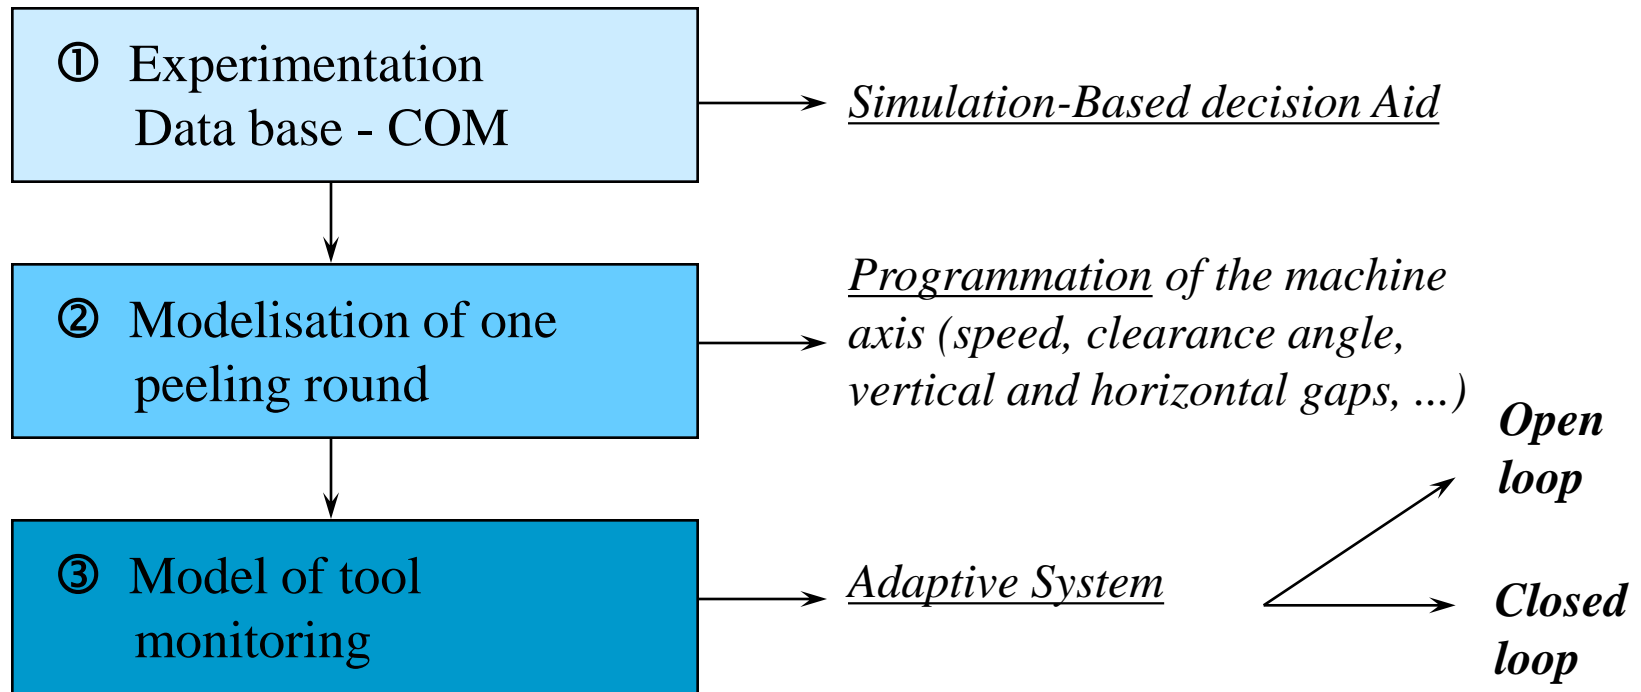 ① Experimentation
Data base - COM
Simulation-Based decision Aid
② Modelisation of one
peeling round
Programmation of the machine
axis (speed, clearance angle,
vertical and horizontal gaps, ...)
③ Model of tool
monitoring
Adaptive System
Open
loop
Closed
loop